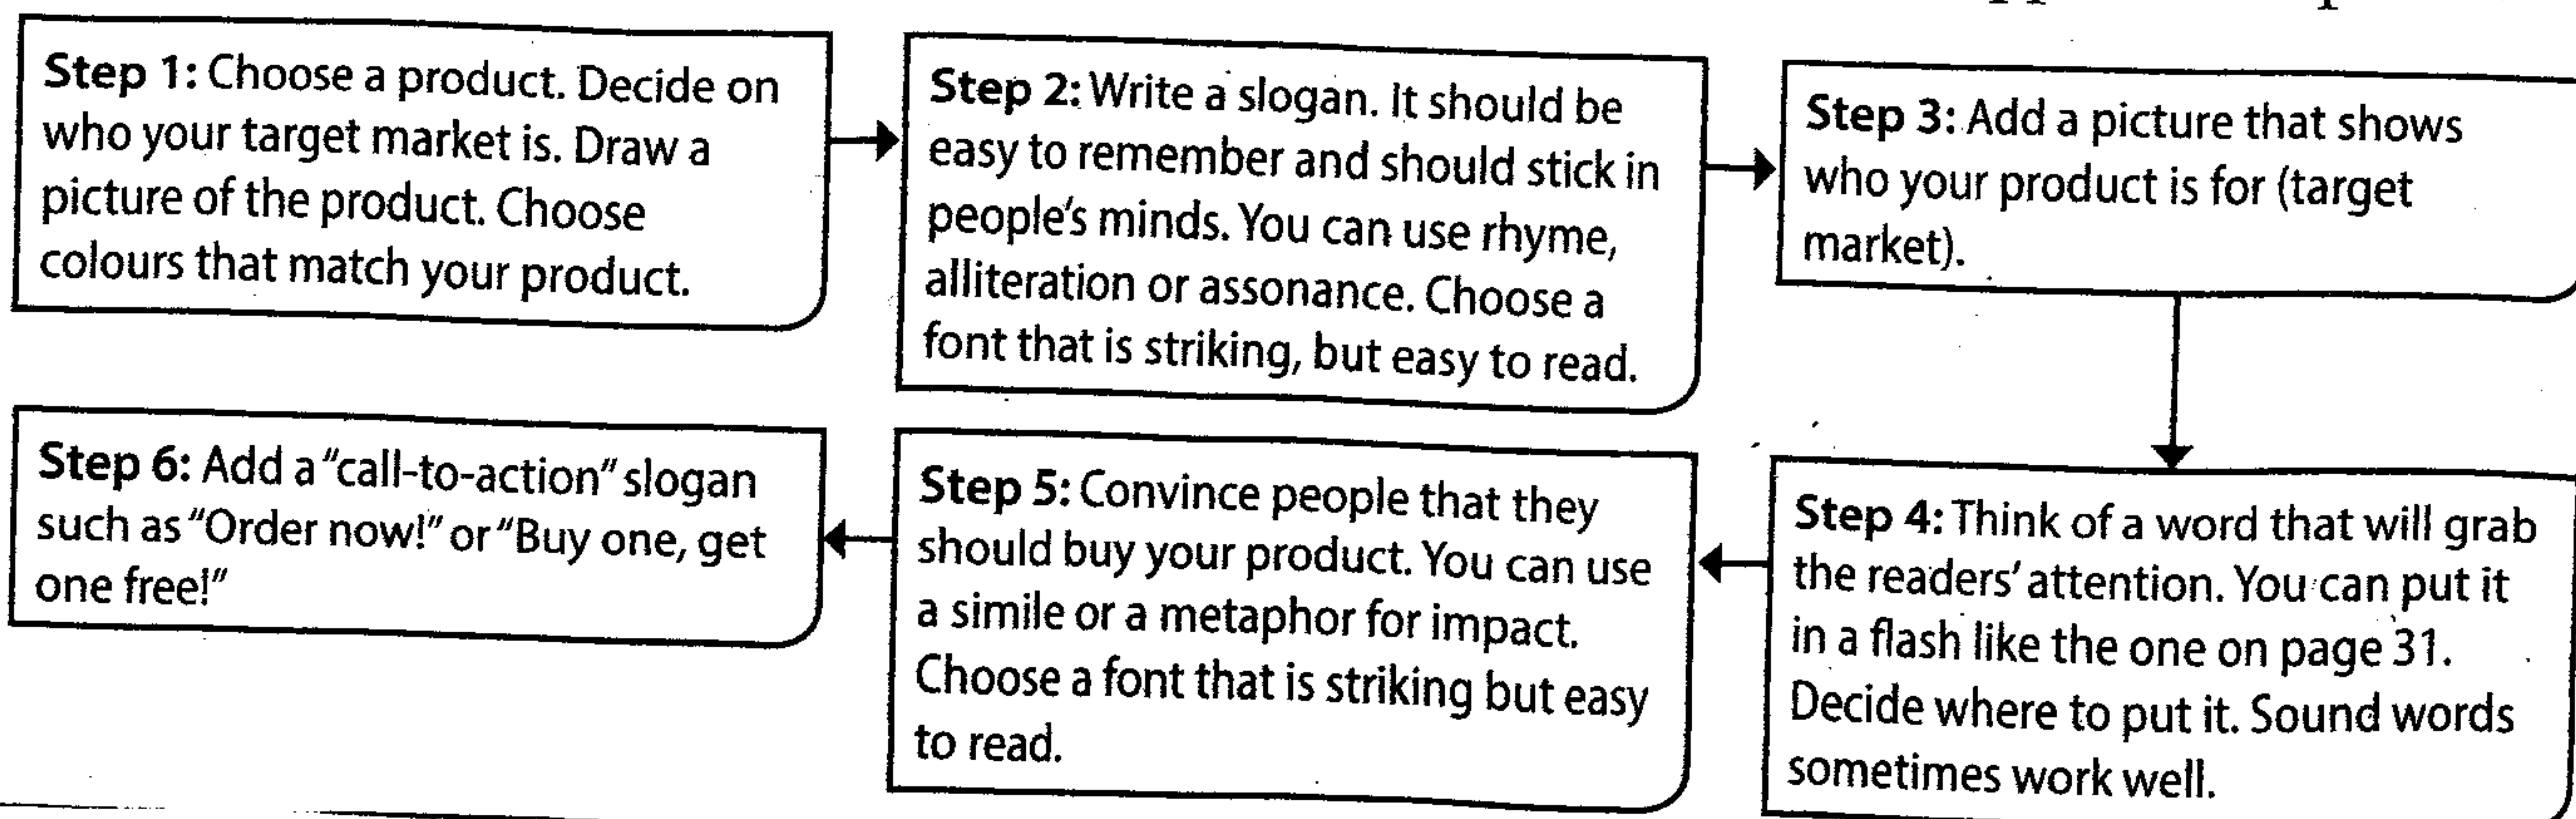 Step 1: Choose a product. Decide on
who your target market is. Draw a
picture of the product. Choose
colours that match your product.
Step 2: Write a slogan. It should be
easy to remember and should stick in
people's minds. You can use rhyme,
alliteration or assonance. Choose a
font that is striking, but easy to read.
Step 3: Add a picture that shows
who your product is for (target
market).
Step 4: Think of a word that will grab
the readers' attention. You can put it
in a flash like the one on page 31.
Decide where to put it. Sound words
sometimes work well.
Step 5: Convince people that they
should buy your product. You can use
a simile or a metaphor for impact.
Choose a font that is striking but easy
to read.
Step 6: Add a "call-to-action" slogan
such as "Order now!" or "Buy one, get
one free!"